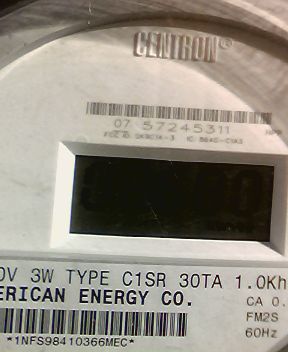 CENTRON®
07 57245311
0V 3W TYPE C1SR 30TA 1.0Kh
ERICAN ENERGY CO.
CA 0.
FM2S
60Hz
*1NFS98410366MEC*